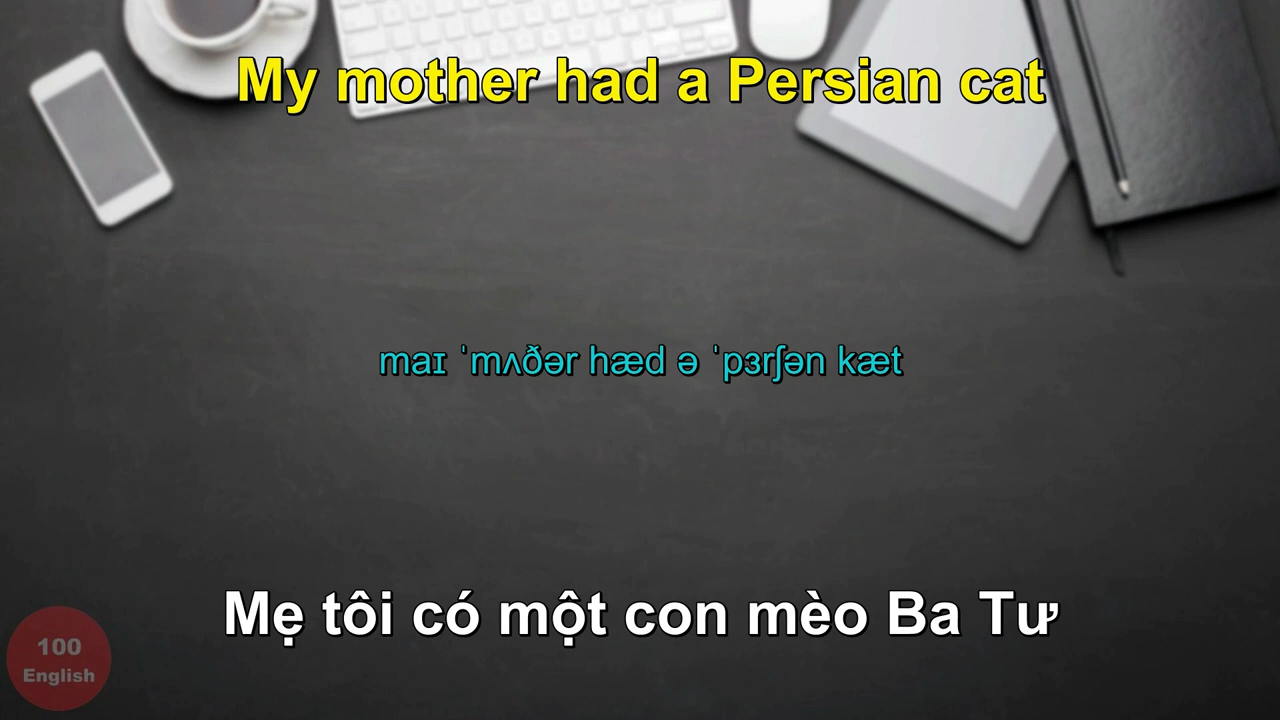 My mother had a Persian cat
maɪ ˈmʌðər hæd ə ˈpɜrʃən kæt
Mẹ tôi có một con mèo Ba Tư
100
English